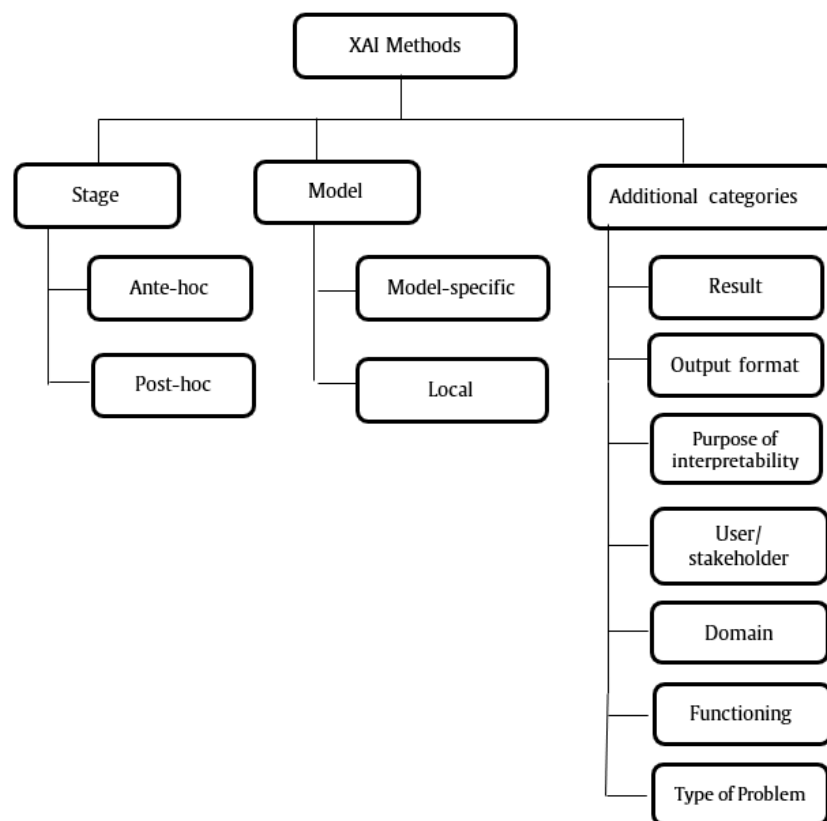 XAI Methods
Stage
Model
Additional categories
Ante-hoc
Post-hoc
Model-specific
Local
Result
Output format
Purpose of
interpretability
User/
stakeholder
Domain
Functioning
Type of Problem